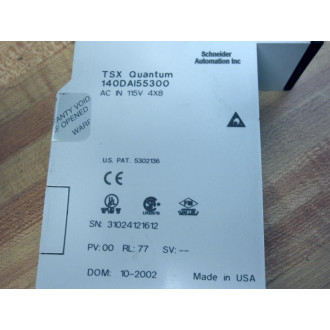 Schneider
Automation Inc
TSX Quantum
140DAI55300
AC IN 115V 4X8
ANTY VOID
OPENED
WARR
U.S. PAT. 5302136
CE
SN: 31024121612
PV: 00 RL: 77 SV: --
DOM: 10-2002 Made in USA